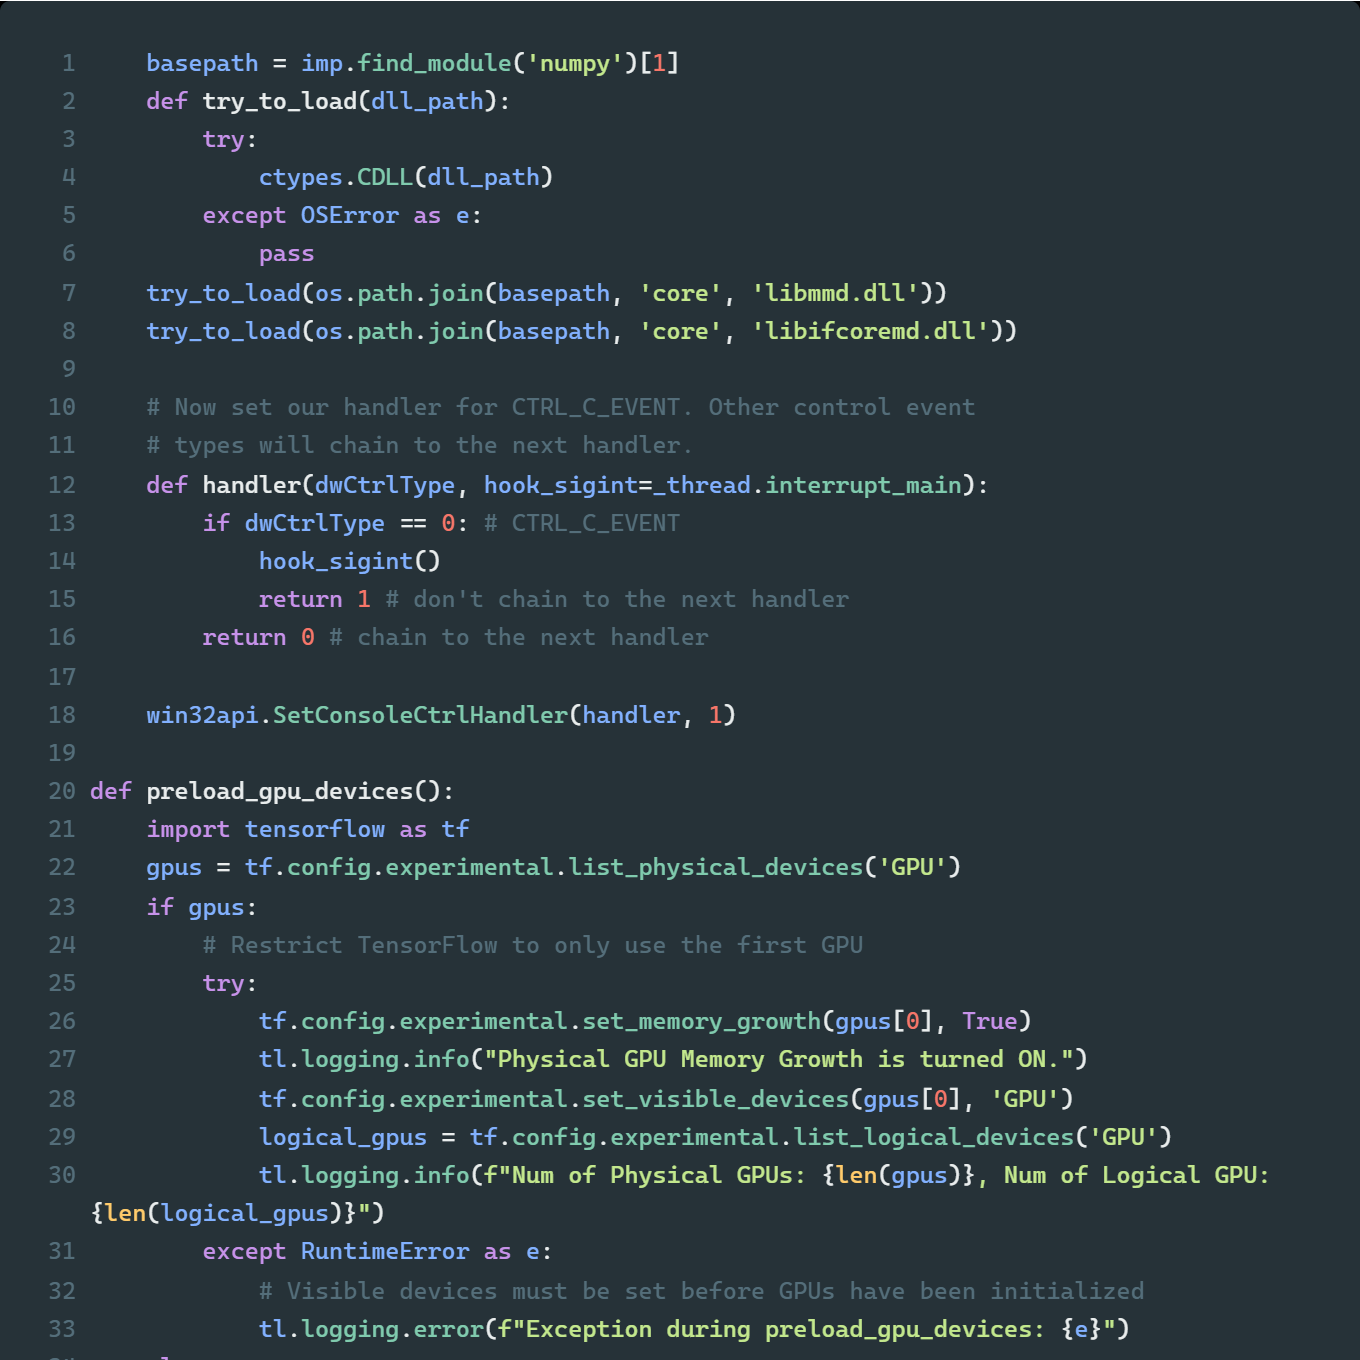 1     basepath = imp.find_module('numpy')[1]
2     def try_to_load(dll_path):
3         try:
4             ctypes.CDLL(dll_path)
5         except OSError as e:
6             pass
7     try_to_load(os.path.join(basepath, 'core', 'libmmd.dll'))
8     try_to_load(os.path.join(basepath, 'core', 'libifcoremd.dll'))
9
10     # Now set our handler for CTRL_C_EVENT. Other control event
11     # types will chain to the next handler.
12     def handler(dwCtrlType, hook_sigint=_thread.interrupt_main):
13         if dwCtrlType == 0: # CTRL_C_EVENT
14             hook_sigint()
15             return 1 # don't chain to the next handler
16         return 0 # chain to the next handler
17
18     win32api.SetConsoleCtrlHandler(handler, 1)
19
20 def preload_gpu_devices():
21     import tensorflow as tf
22     gpus = tf.config.experimental.list_physical_devices('GPU')
23     if gpus:
24         # Restrict TensorFlow to only use the first GPU
25         try:
26             tf.config.experimental.set_memory_growth(gpus[0], True)
27             tl.logging.info("Physical GPU Memory Growth is turned ON.")
28             tf.config.experimental.set_visible_devices(gpus[0], 'GPU')
29             logical_gpus = tf.config.experimental.list_logical_devices('GPU')
30             tl.logging.info(f"Num of Physical GPUs: {len(gpus)}, Num of Logical GPU:
{len(logical_gpus)}")
31         except RuntimeError as e:
32             # Visible devices must be set before GPUs have been initialized
33             tl.logging.error(f"Exception during preload_gpu_devices: {e}")